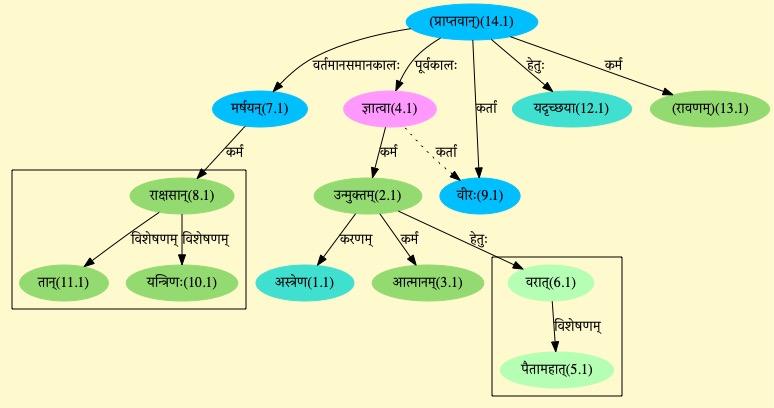 (प्राप्तवान्)(14.1)
वर्तमानसमानकालः
पूर्वकालः
हेतुः
कर्म
कर्ता
मर्षयन्(7.1)
ज्ञात्वा(4.1)
यदृच्छया(12.1)
(रावणम्)(13.1)
कर्म
कर्म
कर्ता
राक्षसान्(8.1)
उन्मुक्तम्(2.1)
वीरः(9.1)
विशेषणम्
विशेषणम्
करणम्
कर्म
हेतुः
तान्(11.1)
यन्त्रिणः(10.1)
अस्त्रेण(1.1)
आत्मानम्(3.1)
वरात्(6.1)
विशेषणम्
पैतामहात्(5.1)